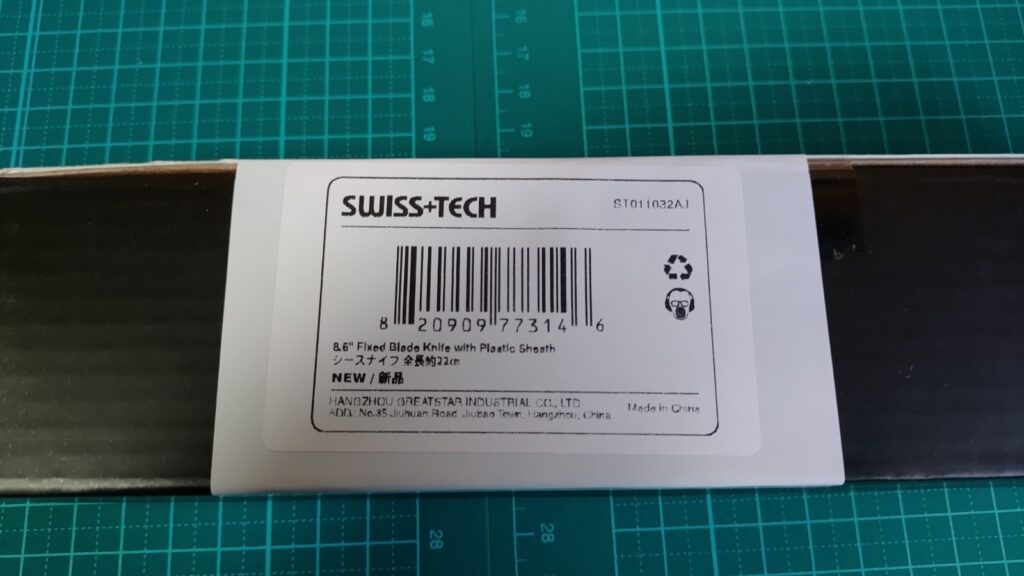 16
16
17
17
18
18
19
19
SWISS+TECH
ST011032AJ
8 20909 77314 6
8.6" Fixed Blade Knife with Plastic Sheath
シースナイフ 全長約22cm
NEW / 新品
HANGZHOU GREATSTAR INDUSTRIAL CO., LTD
ADD.: No.35 Jiuhuan Road, Jiubao Town, Hangzhou, China
Made in China
28
28